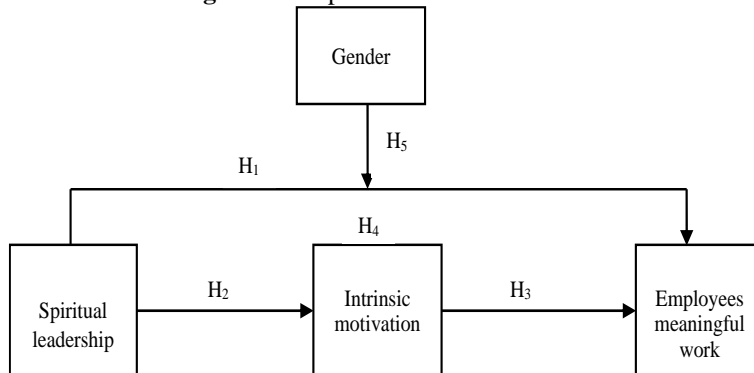 Gender
H5
H1
H4
H2
H3
Spiritual
leadership
Intrinsic
motivation
Employees
meaningful
work